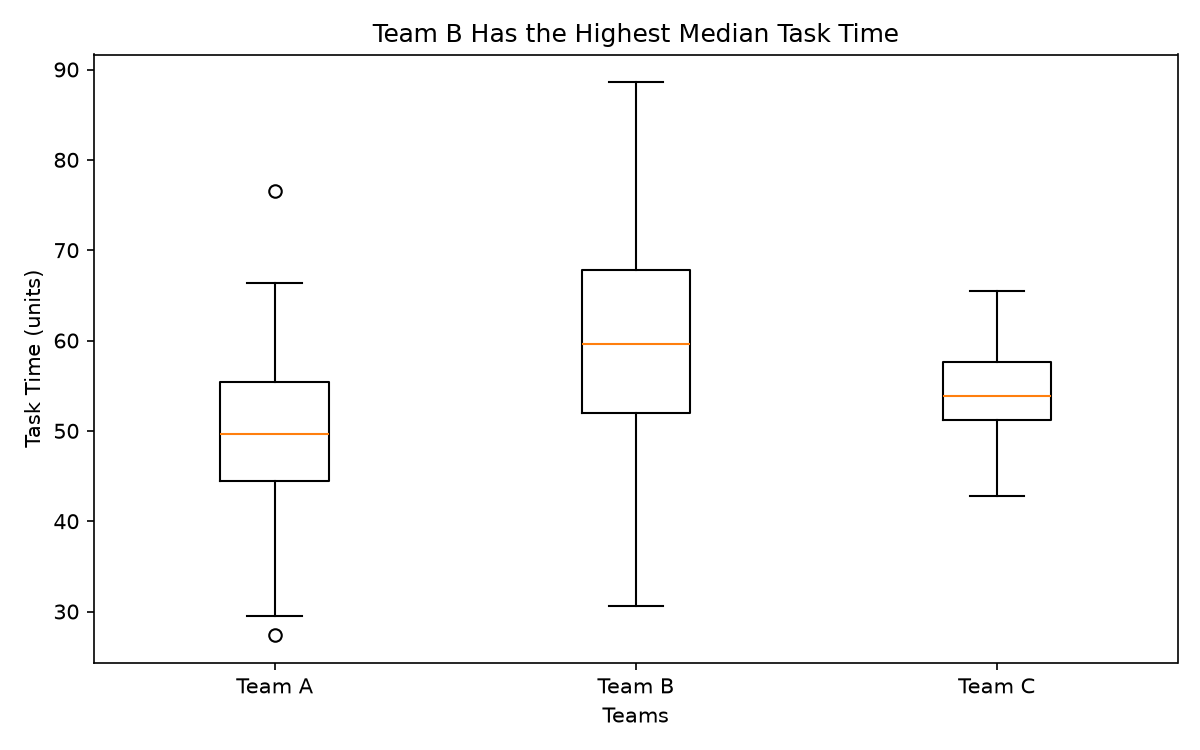 Team B Has the Highest Median Task Time
90
80
70
60
50
40
30
Task Time (units)
Team A
Team B
Team C
Teams